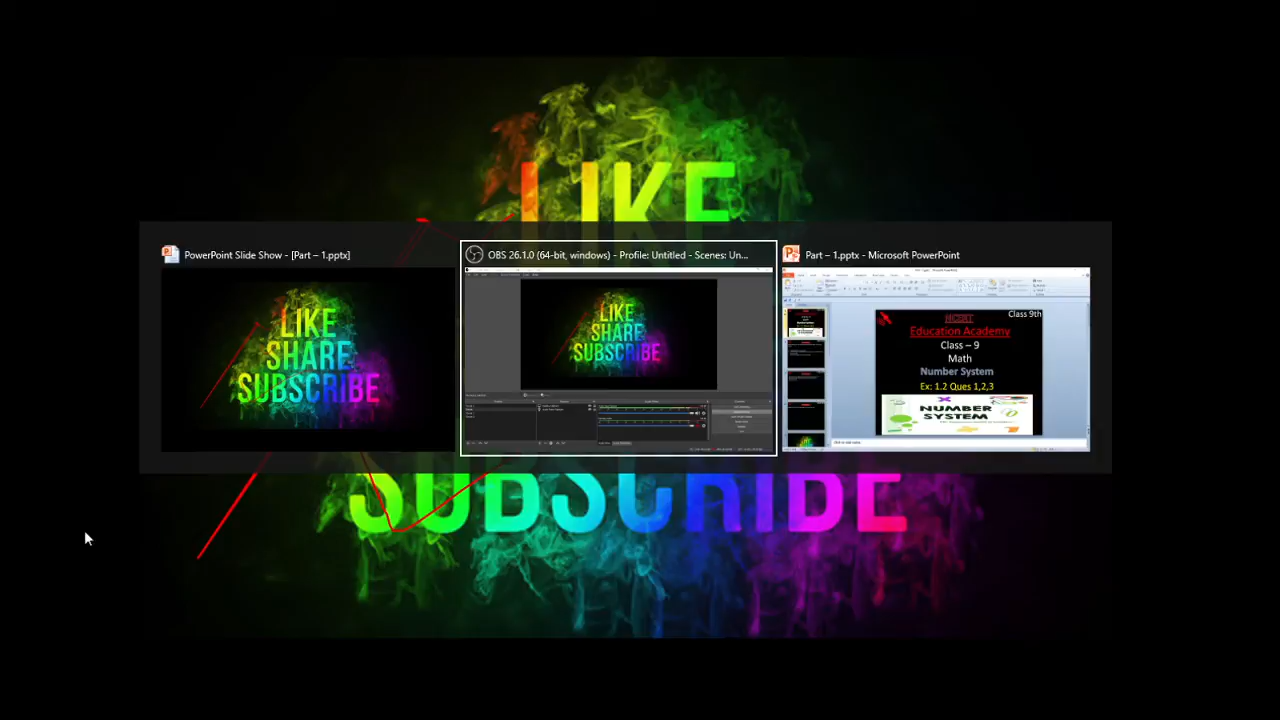 LIKE
PowerPoint Slide Show - [Part – 1.pptx]
OBS 26.1.0 (64-bit, windows) - Profile: Untitled - Scenes: Un...
Part – 1.pptx - Microsoft PowerPoint
LIKE
SHARE
SUBSCRIBE
LIKE
SHARE
SUBSCRIBE
Class 9th
Education Academy
Class – 9
Math
Number System
Ex: 1.2 Ques 1,2,3
NUMBER
SYSTEM
SUBSCRIBE